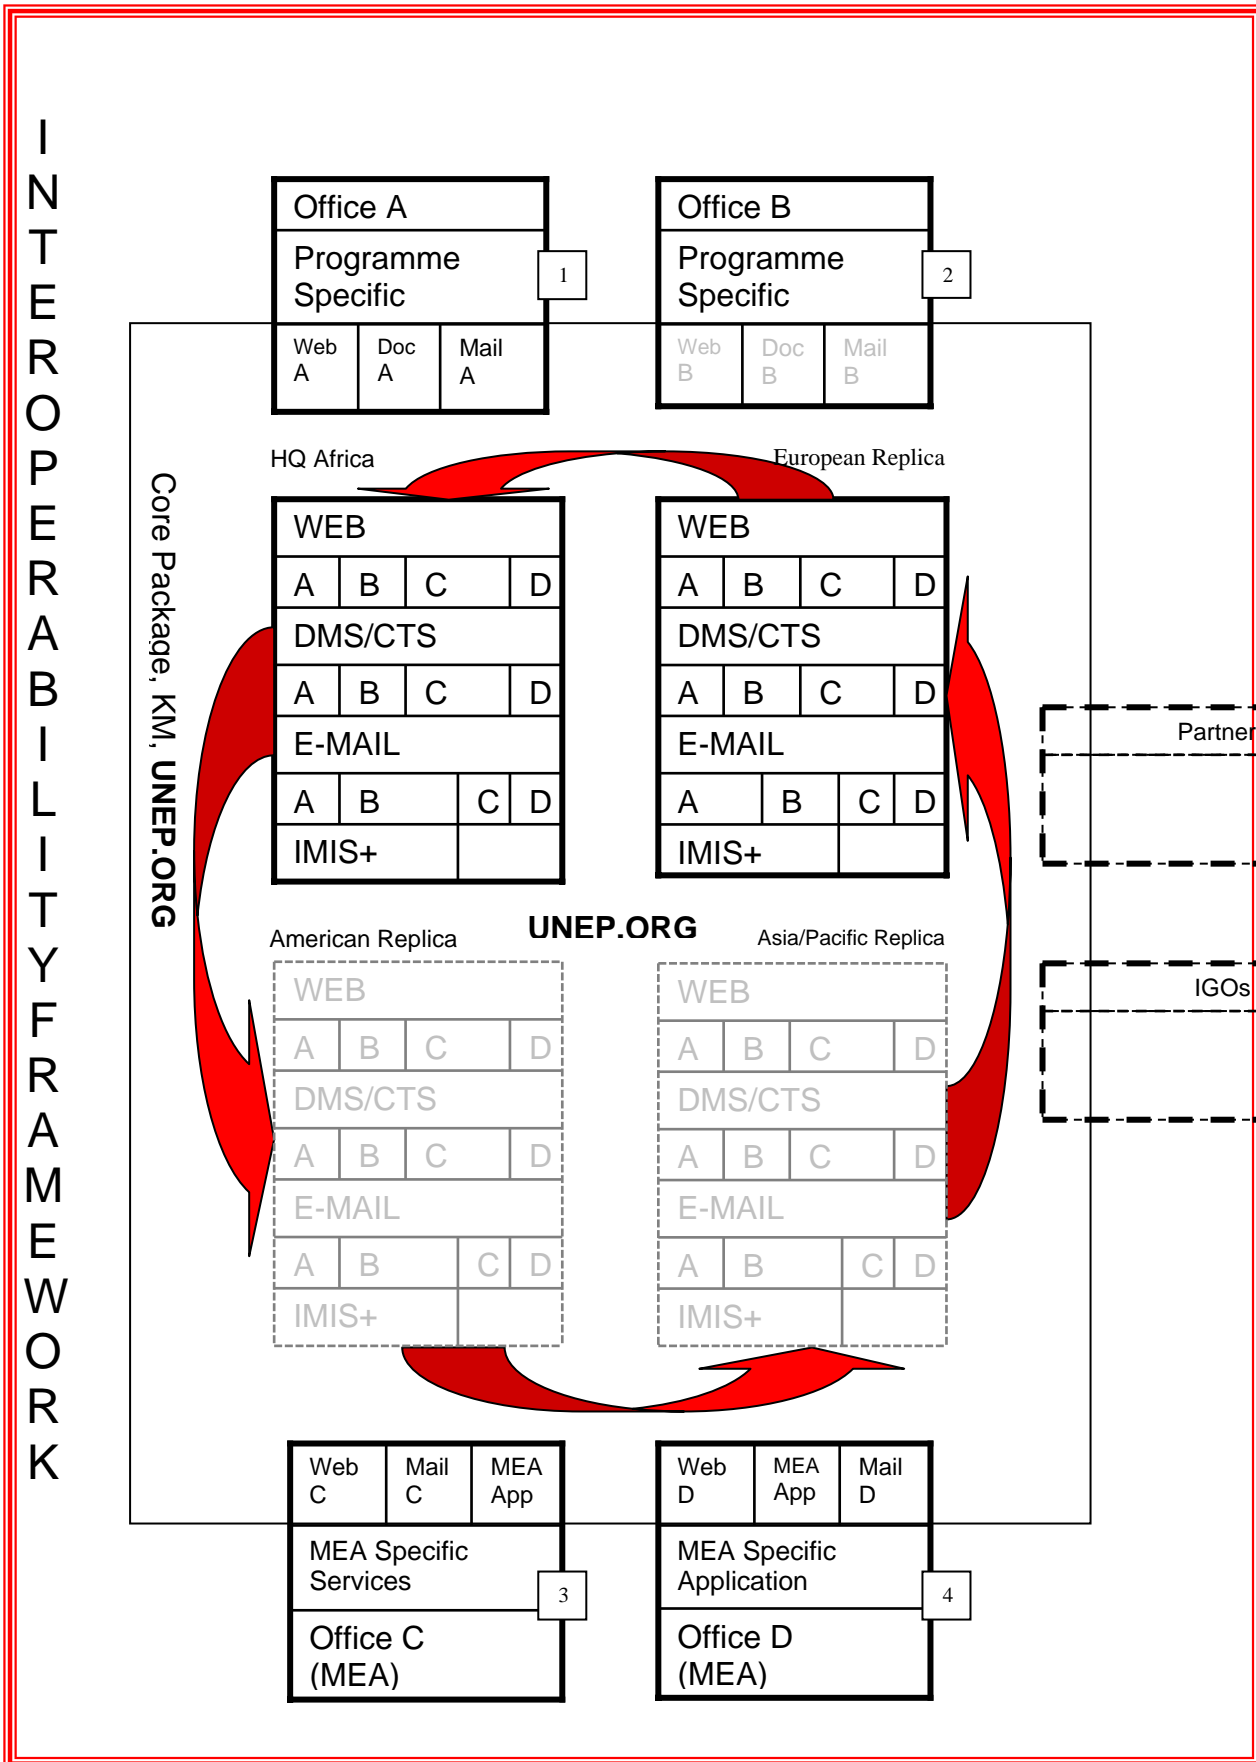 I
N
T
E
R
O
P
E
R
A
B
I
L
I
T
Y
F
R
A
M
E
W
O
R
K
Office A
Programme
Specific
1
Web
A
Doc
A
Mail
A
Office B
Programme
Specific
2
Web
B
Doc
B
Mail
B
Core Package, KM, UNEP.ORG
HQ Africa
WEB
A B C D
DMS/CTS
A B C D
E-MAIL
A B C D
IMIS+
European Replica
WEB
A B C D
DMS/CTS
A B C D
E-MAIL
A B C D
IMIS+
Partner
UNEP.ORG
American Replica
WEB
A B C D
DMS/CTS
A B C D
E-MAIL
A B C D
IMIS+
Asia/Pacific Replica
WEB
A B C D
DMS/CTS
A B C D
E-MAIL
A B C D
IMIS+
IGOs
Web
C
Mail
C
MEA
App
MEA Specific
Services
3
Office C
(MEA)
Web
D
MEA
App
Mail
D
MEA Specific
Application
4
Office D
(MEA)